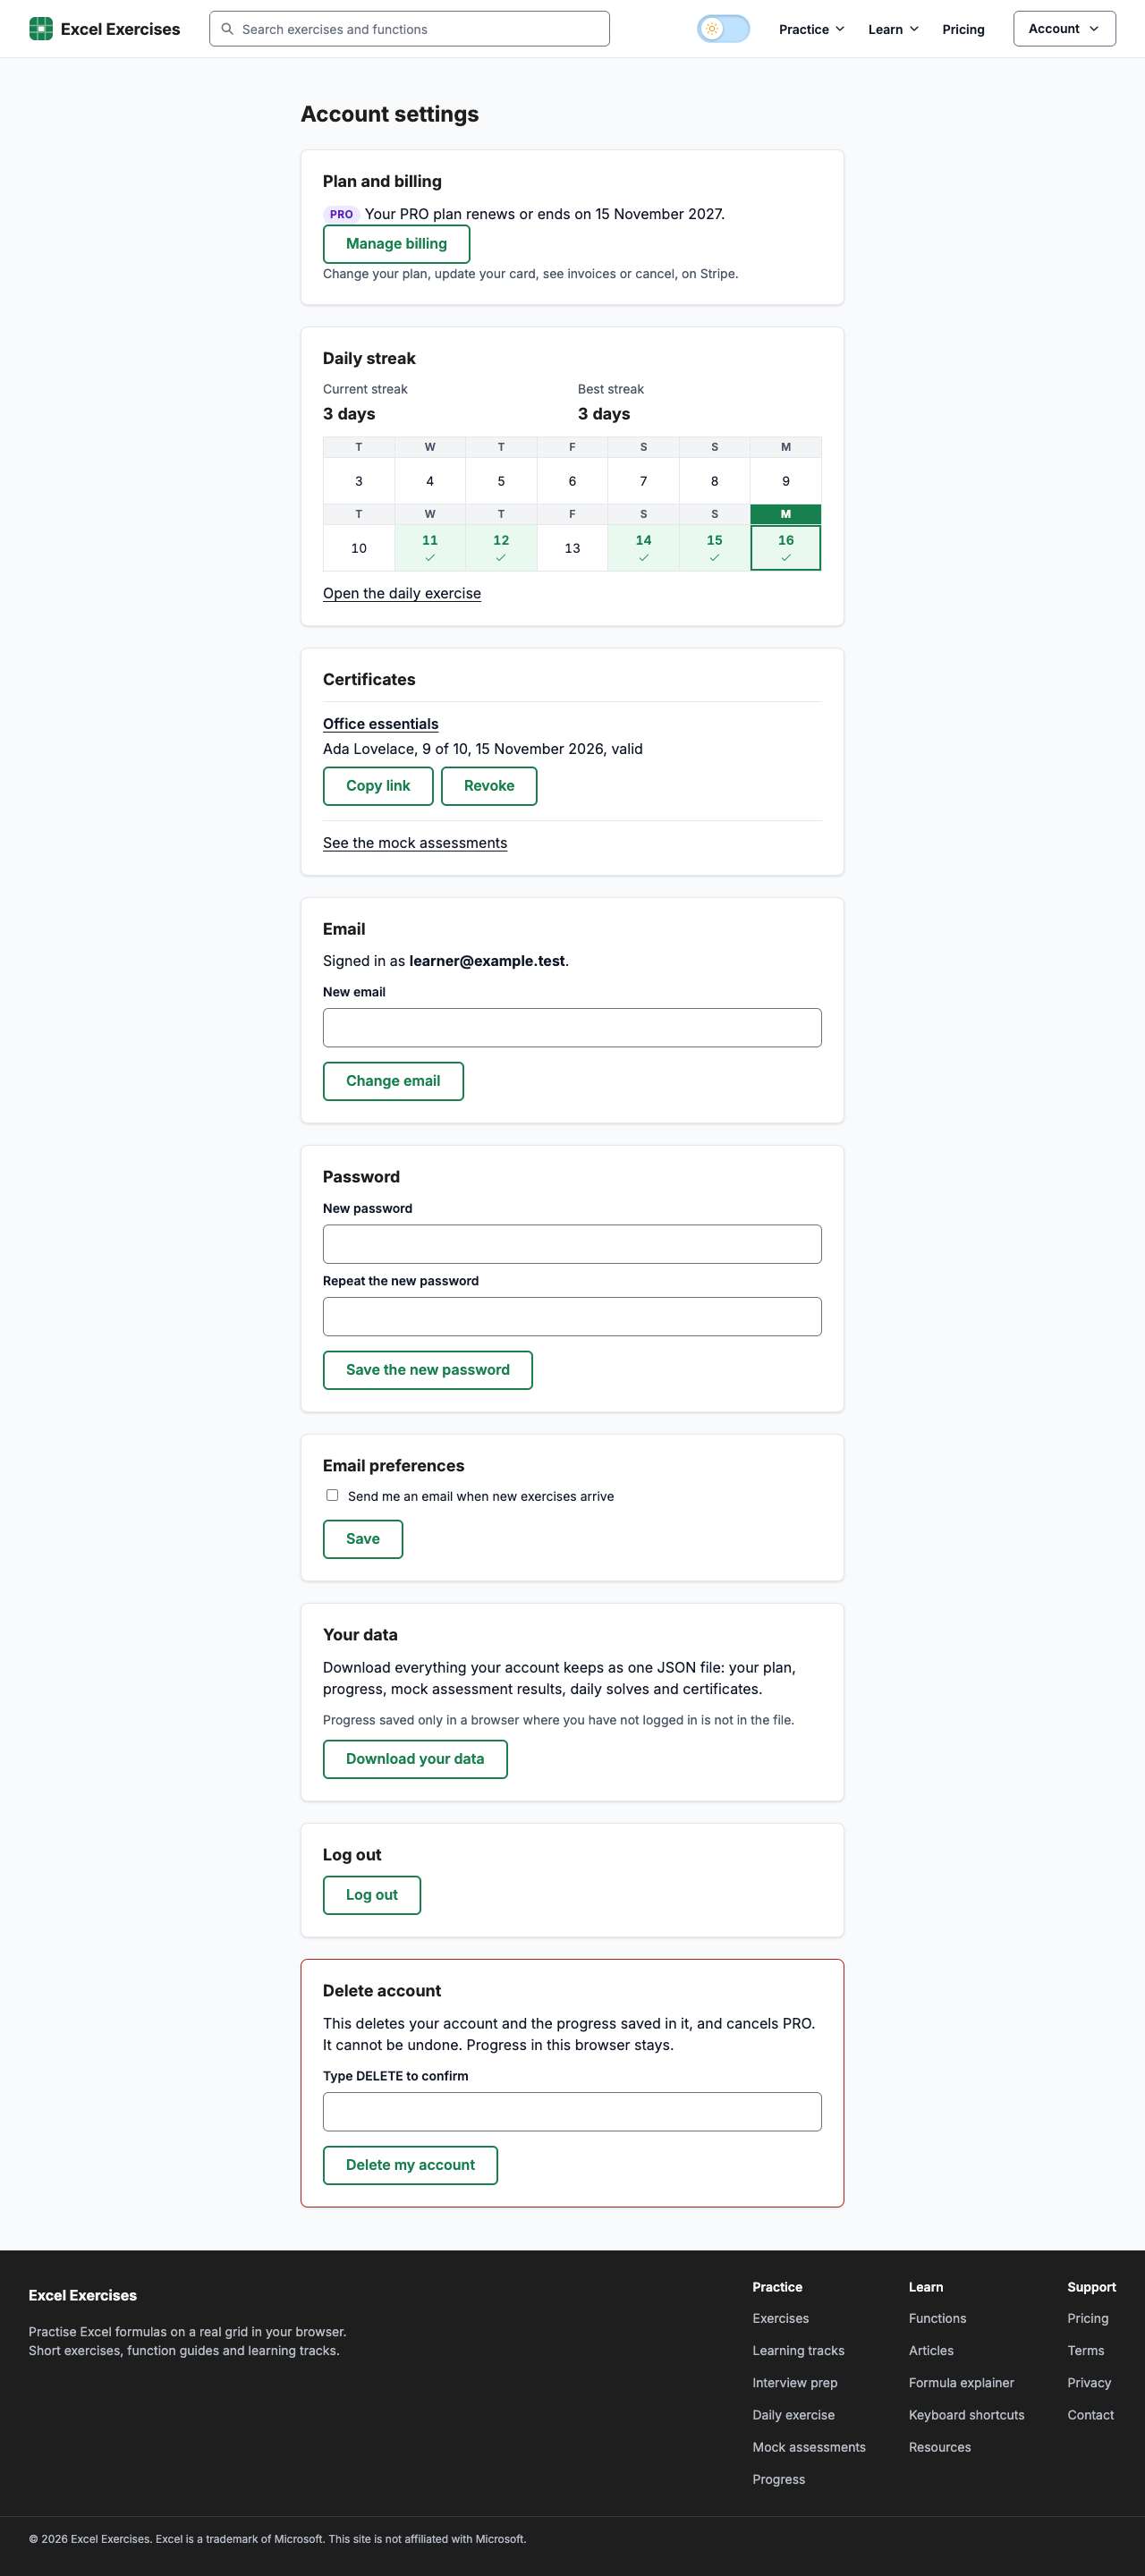 Excel Exercises
Search exercises and functions
Practice
Learn
Pricing
Account
Account settings
Plan and billing
PRO Your PRO plan renews or ends on 15 November 2027.
Manage billing
Change your plan, update your card, see invoices or cancel, on Stripe.
Daily streak
Current streak Best streak
3 days 3 days
T W T F S S M
3 4 5 6 7 8 9
T W T F S S M
10 11 12 13 14 15 16
Open the daily exercise
Certificates
Office essentials
Ada Lovelace, 9 of 10, 15 November 2026, valid
Copy link Revoke
See the mock assessments
Email
Signed in as learner@example.test.
New email
Change email
Password
New password
Repeat the new password
Save the new password
Email preferences
Send me an email when new exercises arrive
Save
Your data
Download everything your account keeps as one JSON file: your plan,
progress, mock assessment results, daily solves and certificates.
Progress saved only in a browser where you have not logged in is not in the file.
Download your data
Log out
Log out
Delete account
This deletes your account and the progress saved in it, and cancels PRO.
It cannot be undone. Progress in this browser stays.
Type DELETE to confirm
Delete my account
Excel Exercises
Practise Excel formulas on a real grid in your browser.
Short exercises, function guides and learning tracks.
Practice
Exercises
Learning tracks
Interview prep
Daily exercise
Mock assessments
Progress
Learn
Functions
Articles
Formula explainer
Keyboard shortcuts
Resources
Support
Pricing
Terms
Privacy
Contact
© 2026 Excel Exercises. Excel is a trademark of Microsoft. This site is not affiliated with Microsoft.